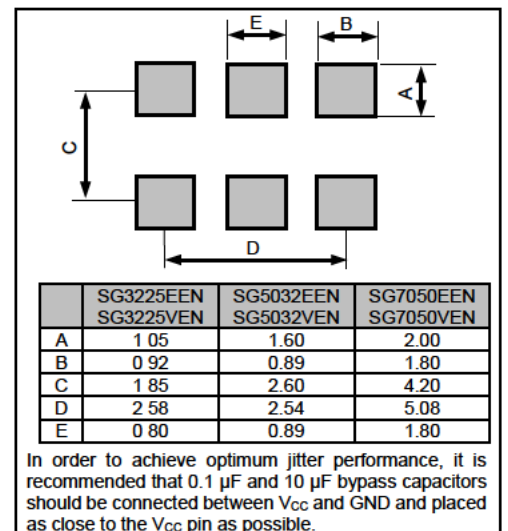 E B
A
C
D
SG3225EEN SG5032EEN SG7050EEN
SG3225VEN SG5032VEN SG7050VEN
A 1 05 1.60 2.00
B 0 92 0.89 1.80
C 1 85 2.60 4.20
D 2 58 2.54 5.08
E 0 80 0.89 1.80
In order to achieve optimum jitter performance, it is
recommended that 0.1 µF and 10 µF bypass capacitors
should be connected between VCC and GND and placed
as close to the VCC pin as possible.